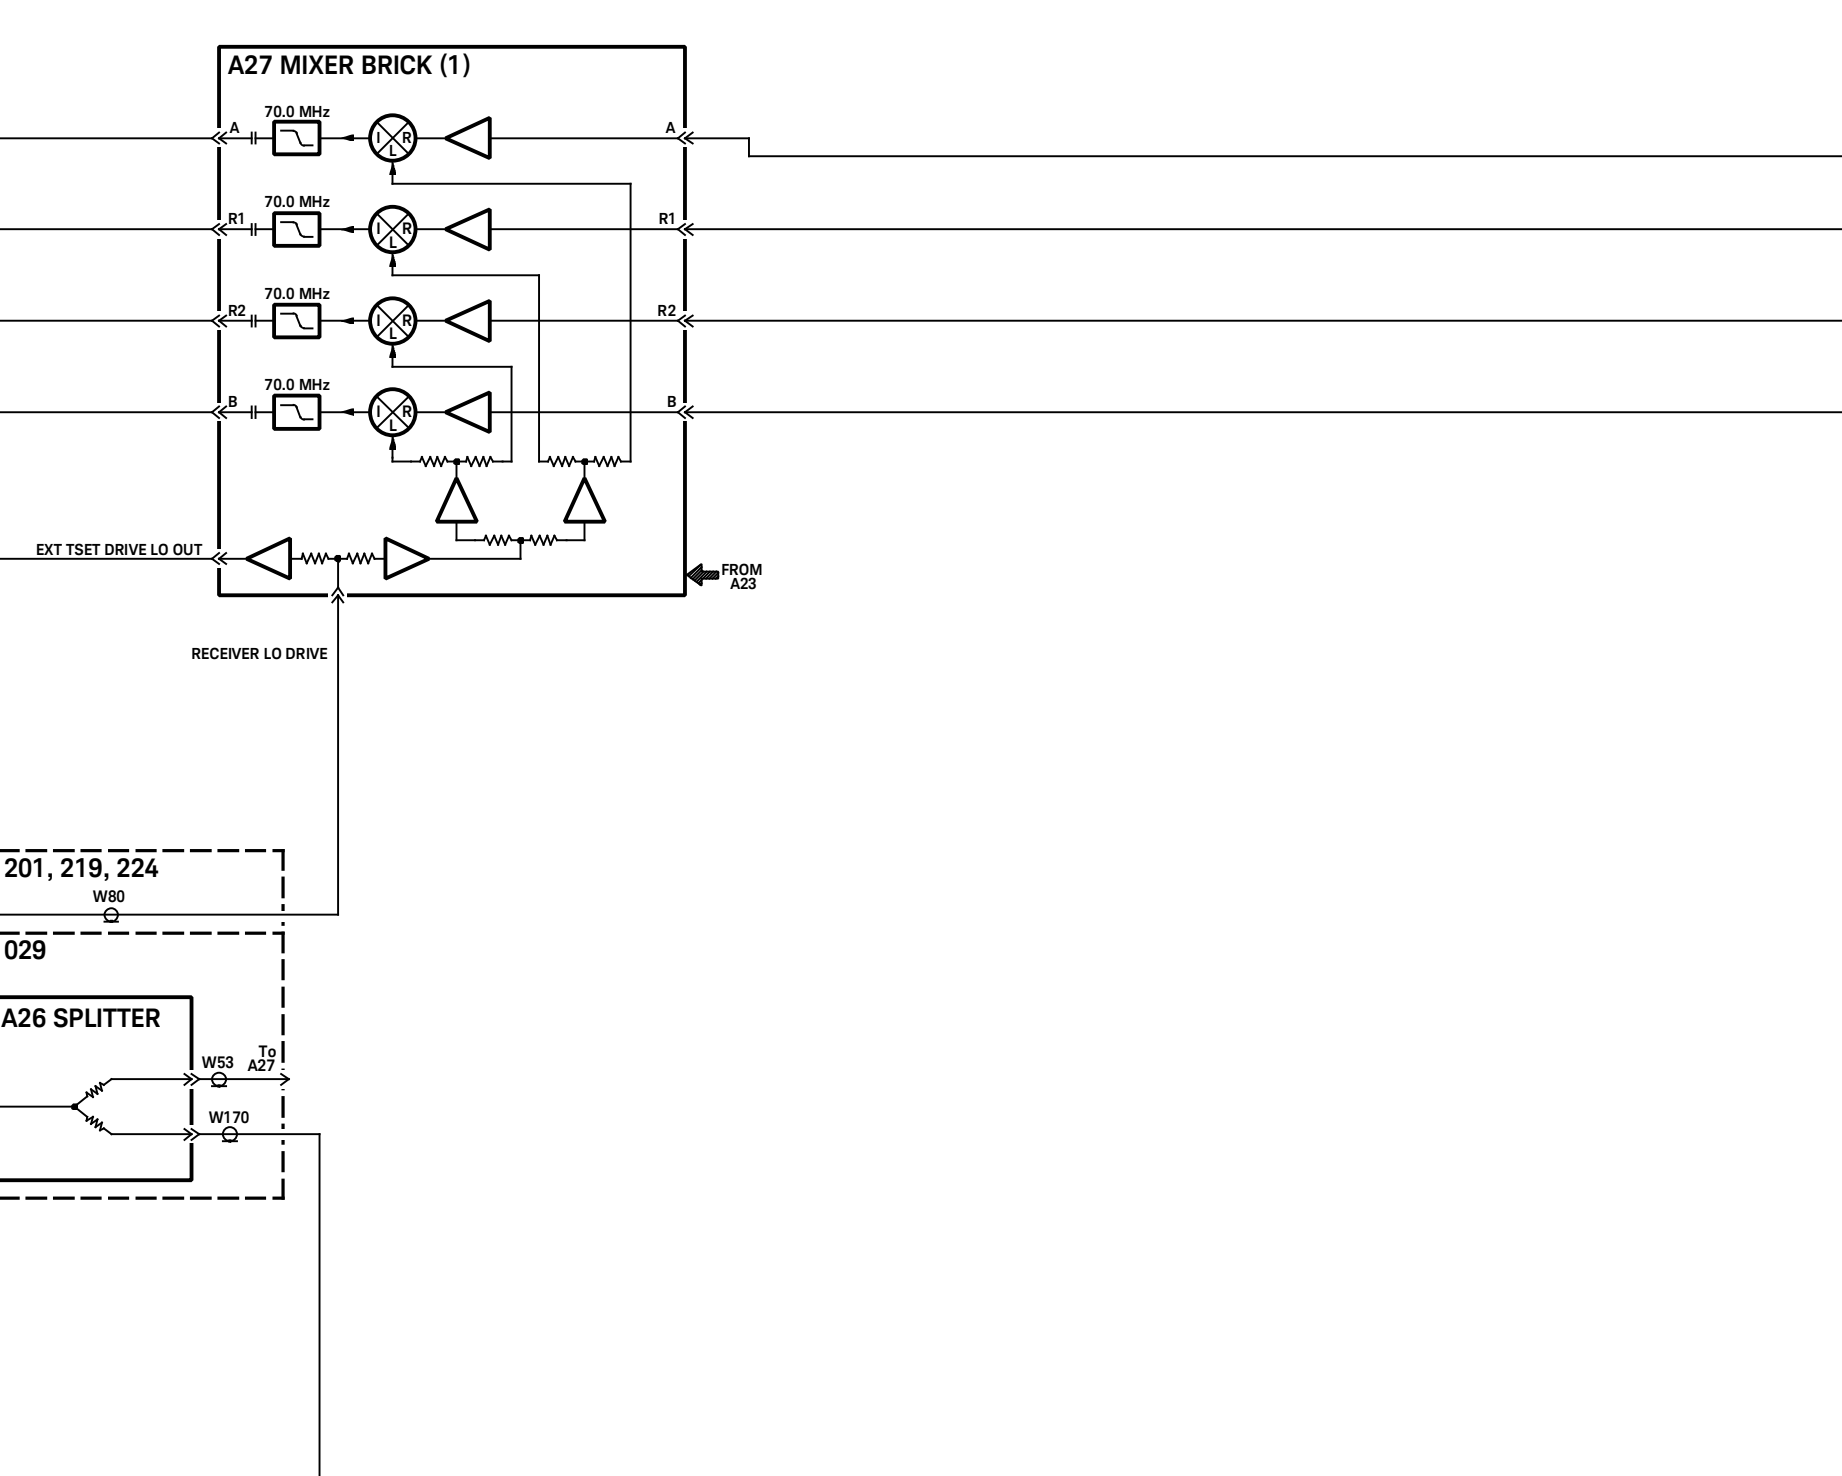 A27 MIXER BRICK (1)
70.0 MHz
A
I R
L
A
70.0 MHz
R1
I R
L
R1
70.0 MHz
R2
I R
L
R2
70.0 MHz
B
I R
L
B
EXT TSET DRIVE LO OUT
FROM
A23
RECEIVER LO DRIVE
201, 219, 224
W80
029
A26 SPLITTER
W53
To
A27
W170